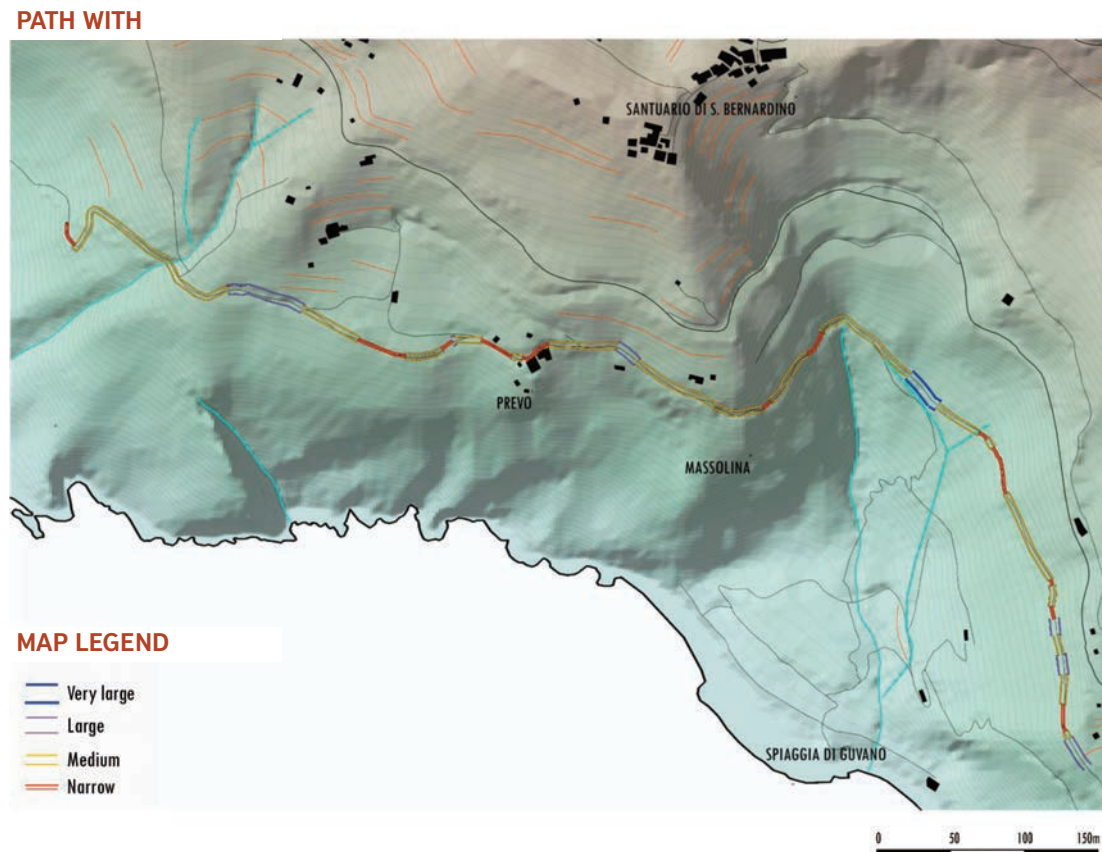 PATH WITH
SANTUARIO DI S. BERNARDINO
PREVO
MASSOLINA
MAP LEGEND
Very large
Large
Medium
Narrow
SPIAGGIA DI GUVANO
0 50 100 150m